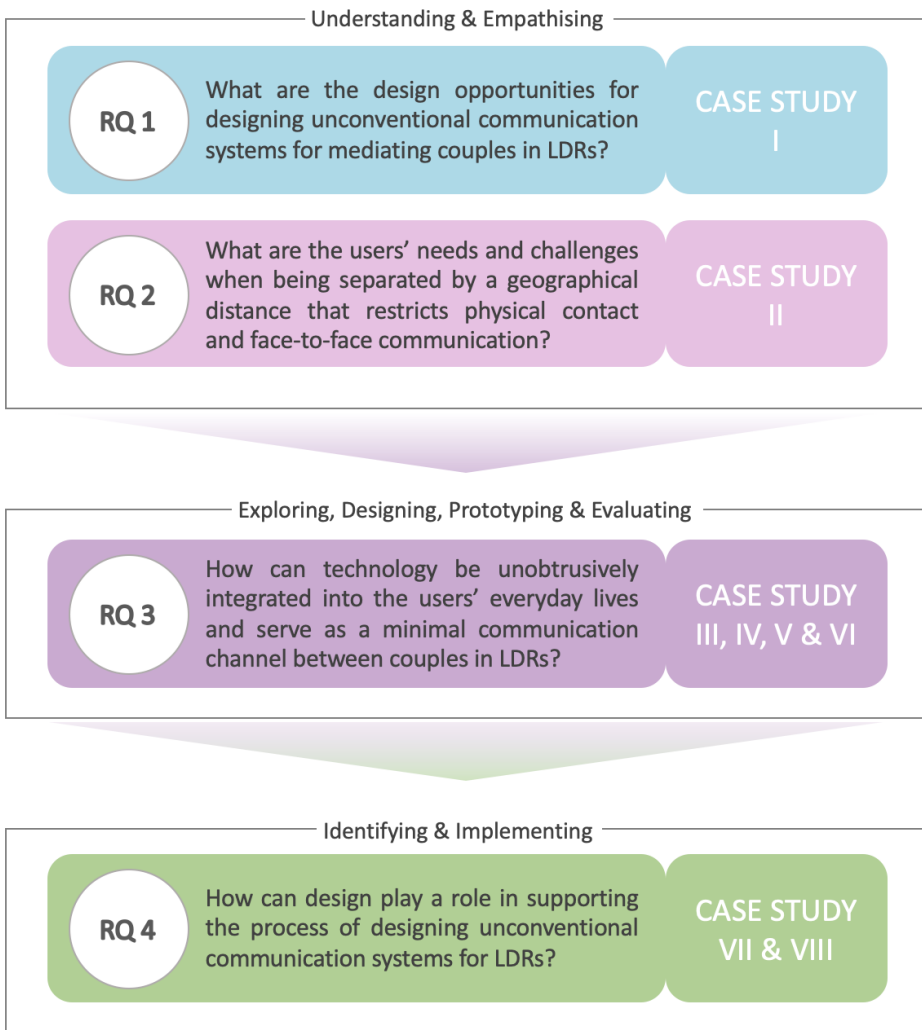 Understanding & Empathising
RQ 1
What are the design opportunities for
designing unconventional communication
systems for mediating couples in LDRs?
CASE STUDY
I
RQ 2
What are the users’ needs and challenges
when being separated by a geographical
distance that restricts physical contact
and face-to-face communication?
CASE STUDY
II
Exploring, Designing, Prototyping & Evaluating
RQ 3
How can technology be unobtrusively
integrated into the users’ everyday lives
and serve as a minimal communication
channel between couples in LDRs?
CASE STUDY
III, IV, V & VI
Identifying & Implementing
RQ 4
How can design play a role in supporting
the process of designing unconventional
communication systems for LDRs?
CASE STUDY
VII & VIII